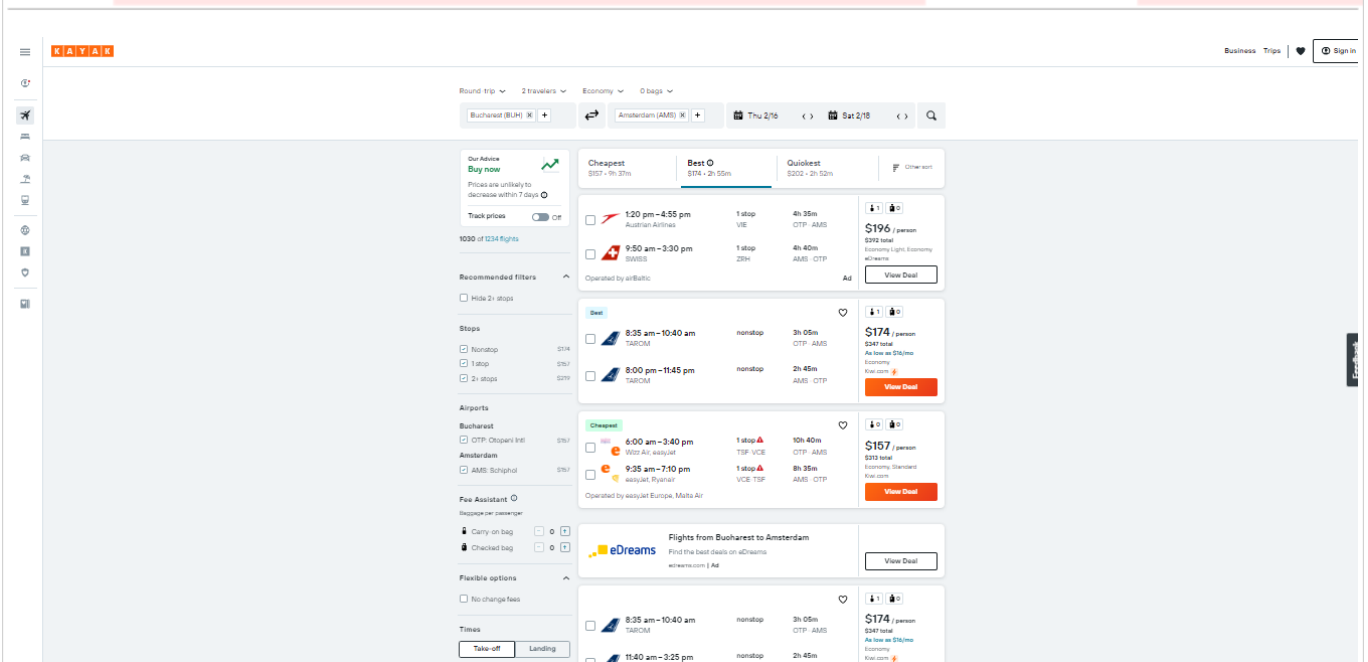 KAYAK
Business Trips Sign in
Round-trip 2 travelers Economy 0 bags
Bucharest (BUH) Amsterdam (AMS) Thu 2/16 Sat 2/18
Our Advice
Buy now
Prices are unlikely to
decrease within 7 days
Track prices Off
1030 of 1234 flights
Recommended filters
Hide 2+ stops
Stops
Nonstop $174
1 stop $157
2+ stops $219
Airports
Bucharest
OTP: Otopeni Intl $157
Amsterdam
AMS: Schiphol $157
Fee Assistant
Baggage per passenger
Carry-on bag - 0 +
Checked bag - 0 +
Flexible options
No change fees
Times
Take-off Landing
Cheapest
$157 • 9h 37m
Best
$174 • 2h 55m
Quickest
$202 • 2h 52m
Other sort
1:20 pm – 4:55 pm 1 stop 4h 35m
Austrian Airlines VIE OTP - AMS
9:50 am – 3:30 pm 1 stop 4h 40m
SWISS ZRH AMS - OTP
Operated by airBaltic Ad
1 0
$196 / person
$392 total
Economy Light, Economy
eDreams
View Deal
Best
8:35 am – 10:40 am nonstop 3h 05m
TAROM OTP - AMS
8:00 pm – 11:45 pm nonstop 2h 45m
TAROM AMS - OTP
1 0
$174 / person
$347 total
As low as $16/mo
Economy
Kiwi.com
View Deal
Cheapest
6:00 am – 3:40 pm 1 stop 10h 40m
Wizz Air, easyJet TSF-VCE OTP - AMS
9:35 am – 7:10 pm 1 stop 8h 35m
easyJet, Ryanair VCE-TSF AMS - OTP
Operated by easyJet Europe, Malta Air
0 0
$157 / person
$313 total
Economy, Standard
Kiwi.com
View Deal
eDreams
Flights from Bucharest to Amsterdam
Find the best deals on eDreams
edreams.com | Ad
View Deal
8:35 am – 10:40 am nonstop 3h 05m
TAROM OTP - AMS
11:40 am – 3:25 pm nonstop 2h 45m
1 0
$174 / person
$347 total
As low as $16/mo
Economy
Kiwi.com
Feedback